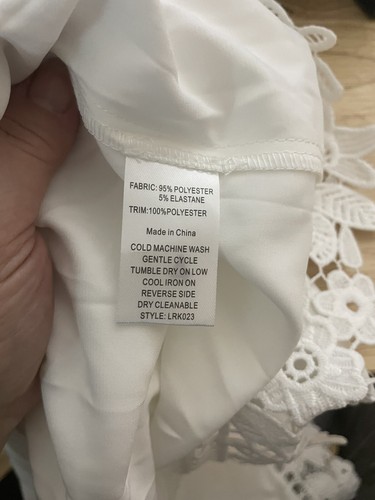 FABRIC: 95% POLYESTER
5% ELASTANE
TRIM:100%POLYESTER
Made in China
COLD MACHINE WASH
GENTLE CYCLE
TUMBLE DRY ON LOW
COOL IRON ON
REVERSE SIDE
DRY CLEANABLE
STYLE: LRK023